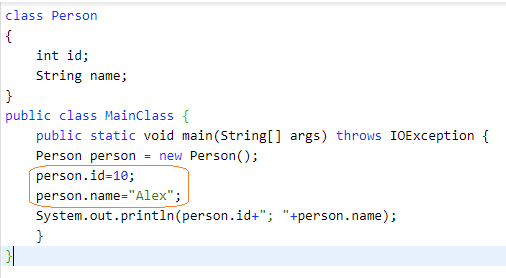 class Person
{
    int id;
    String name;
}
public class MainClass {
    public static void main(String[] args) throws IOException {
    Person person = new Person();
    person.id=10;
    person.name="Alex";
    System.out.println(person.id+"; "+person.name);
    }
}